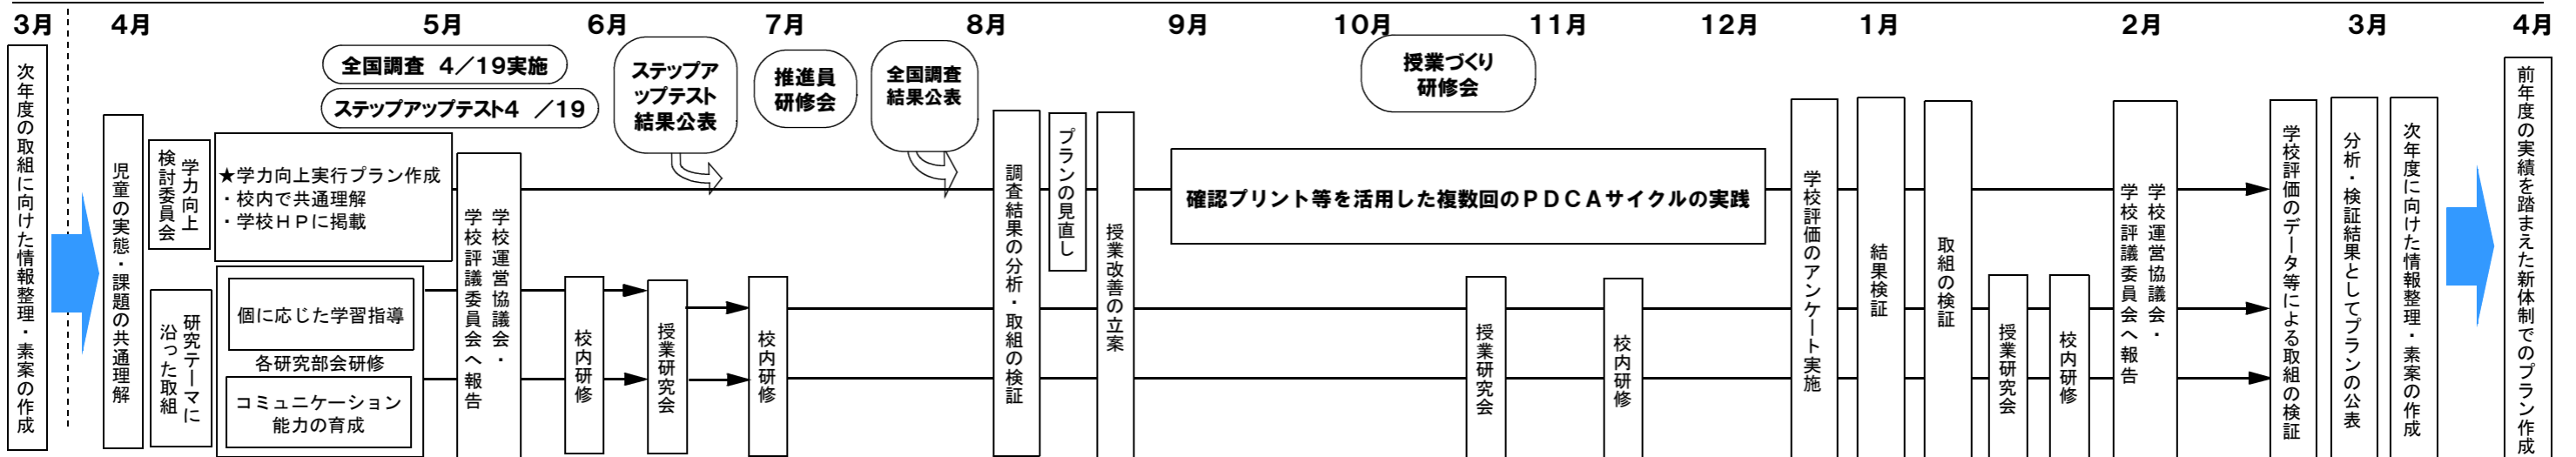 3月
4月
5月
6月
7月
8月
9月
10月
11月
12月
1月
2月
3月
4月
次年度の取組に向けた情報整理・素案の作成
児童の実態・課題の共通理解
学力向上
検討委員会
研究テーマに
沿った取組
全国調査 4/19実施
ステップアップテスト4 /19
★学力向上実行プラン作成
・校内で共通理解
・学校HPに掲載
個に応じた学習指導
各研究部会研修
コミュニケーション
能力の育成
学校運営協議会・
学校評議委員会へ報告
校内研修
ステップア
ップテスト
結果公表
授業研究会
推進員
研修会
校内研修
全国調査
結果公表
調査結果の分析・取組の検証
プランの見直し
授業改善の立案
確認プリント等を活用した複数回のPDCAサイクルの実践
授業づくり
研修会
授業研究会
校内研修
学校評価のアンケート実施
結果検証
取組の検証
授業研究会
校内研修
学校運営協議会・
学校評議委員会へ報告
学校評価のデータ等による取組の検証
分析・検証結果としてプランの公表
次年度に向けた情報整理・素案の作成
前年度の実績を踏まえた新体制でのプラン作成